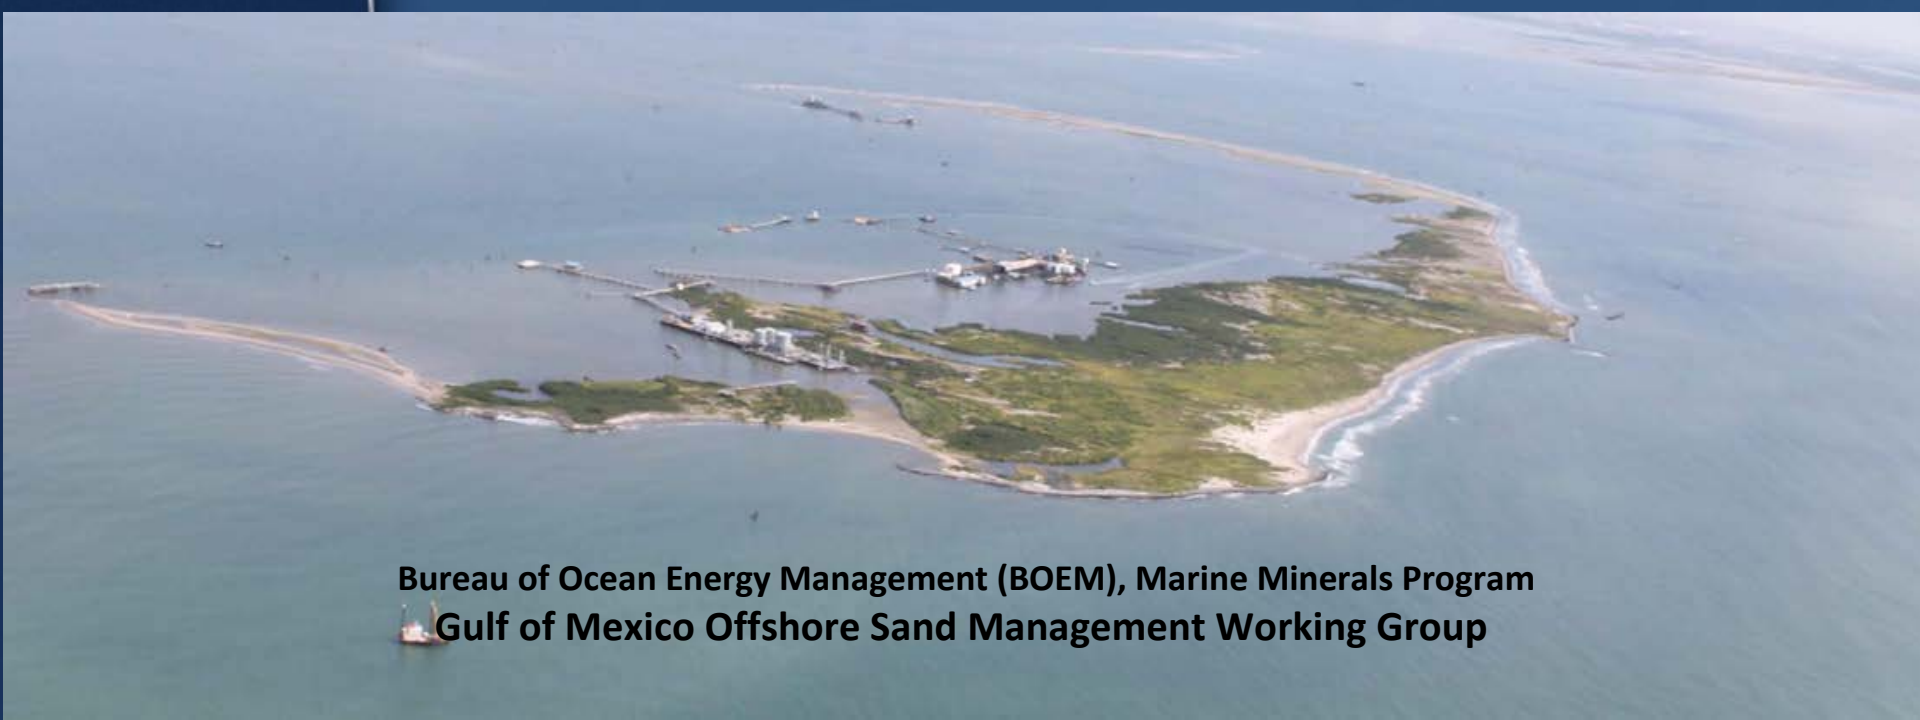 Bureau of Ocean Energy Management (BOEM), Marine Minerals Program
Gulf of Mexico Offshore Sand Management Working Group